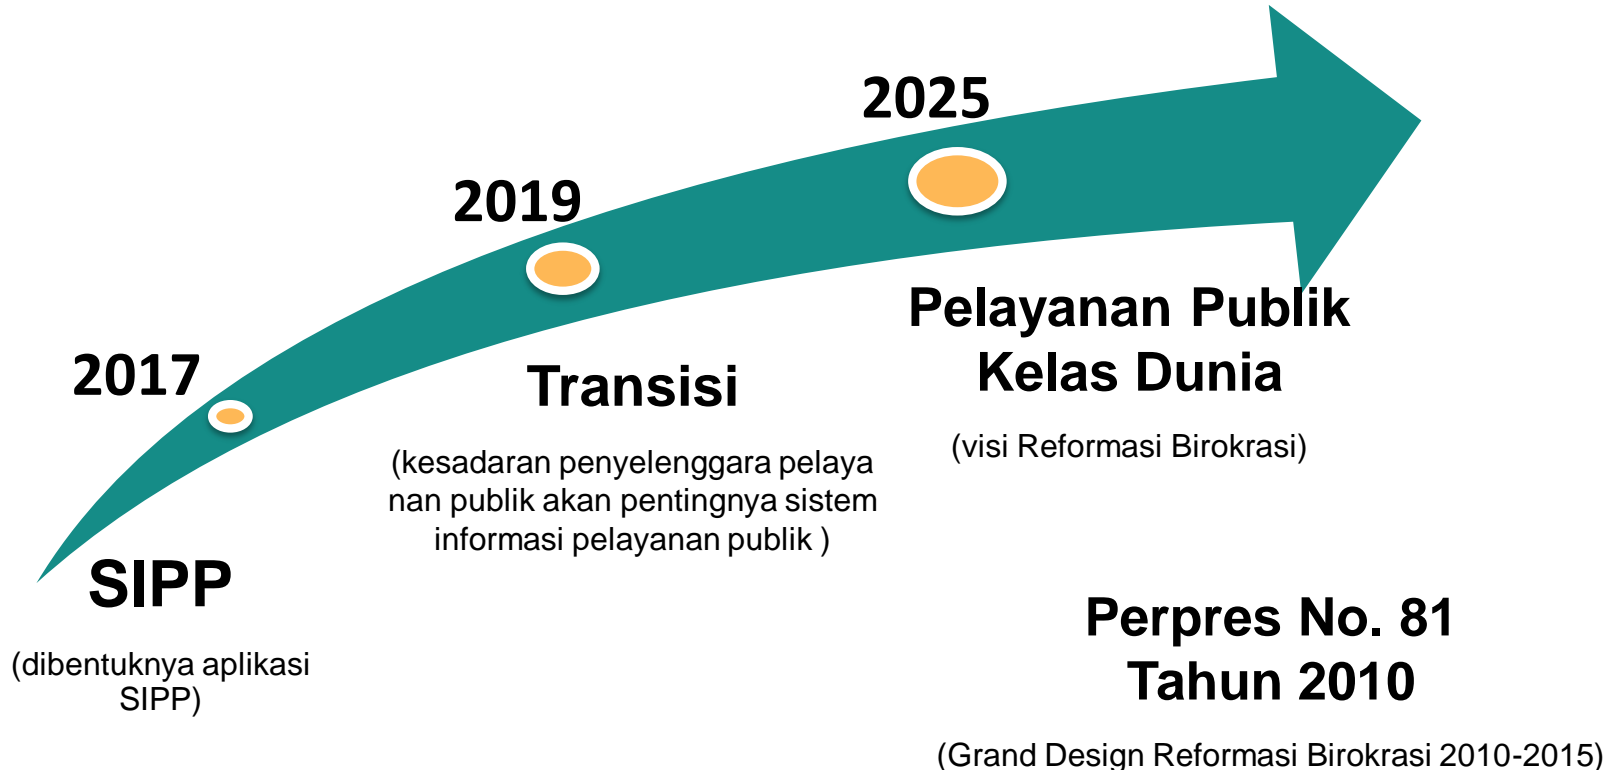 2017
SIPP
(dibentuknya aplikasi
SIPP)
2019
Transisi
(kesadaran penyelenggara pelaya
nan publik akan pentingnya sistem
informasi pelayanan publik )
2025
Pelayanan Publik
Kelas Dunia
(visi Reformasi Birokrasi)
Perpres No. 81
Tahun 2010
(Grand Design Reformasi Birokrasi 2010-2015)